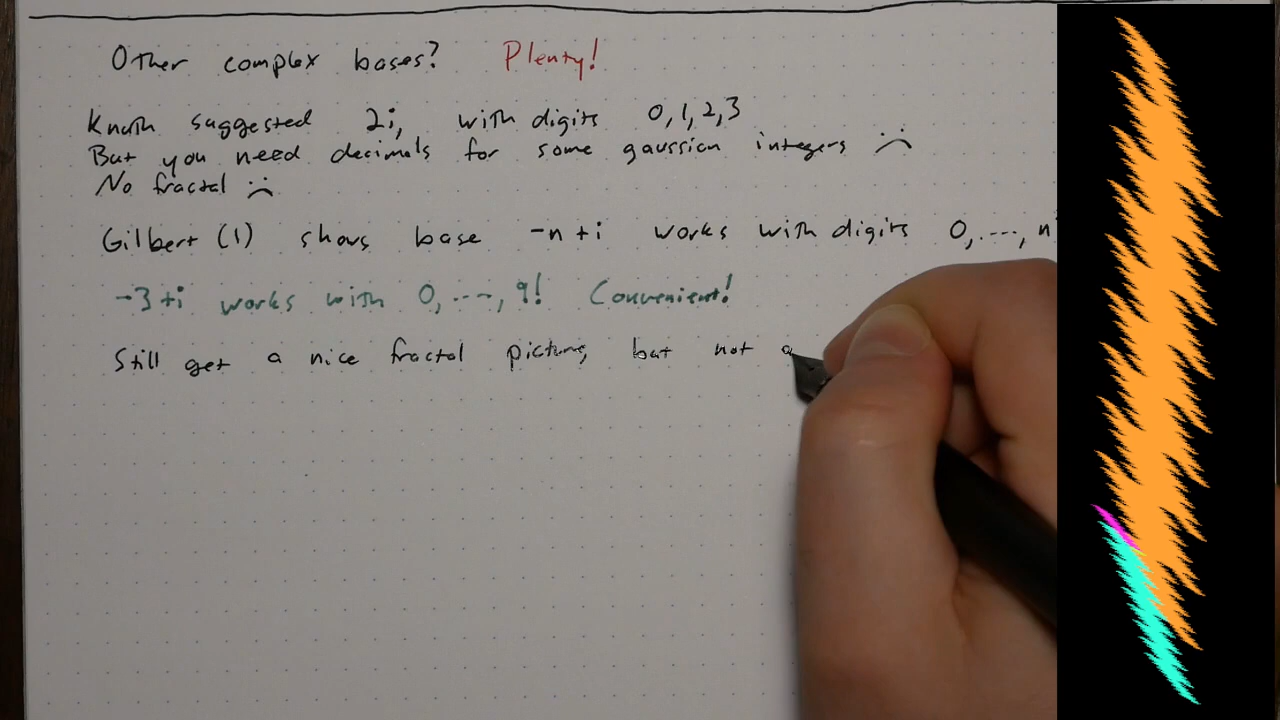 Other complex bases? Plenty!
Knuth suggested 2i, with digits 0,1,2,3
But you need decimals for some gaussian integers :(
No fractal :(
Gilbert (1) shows base -n+i works with digits 0,---, n
-3+i works with 0,---, 9! Convenient!
Still get a nice fractal picture, but not a